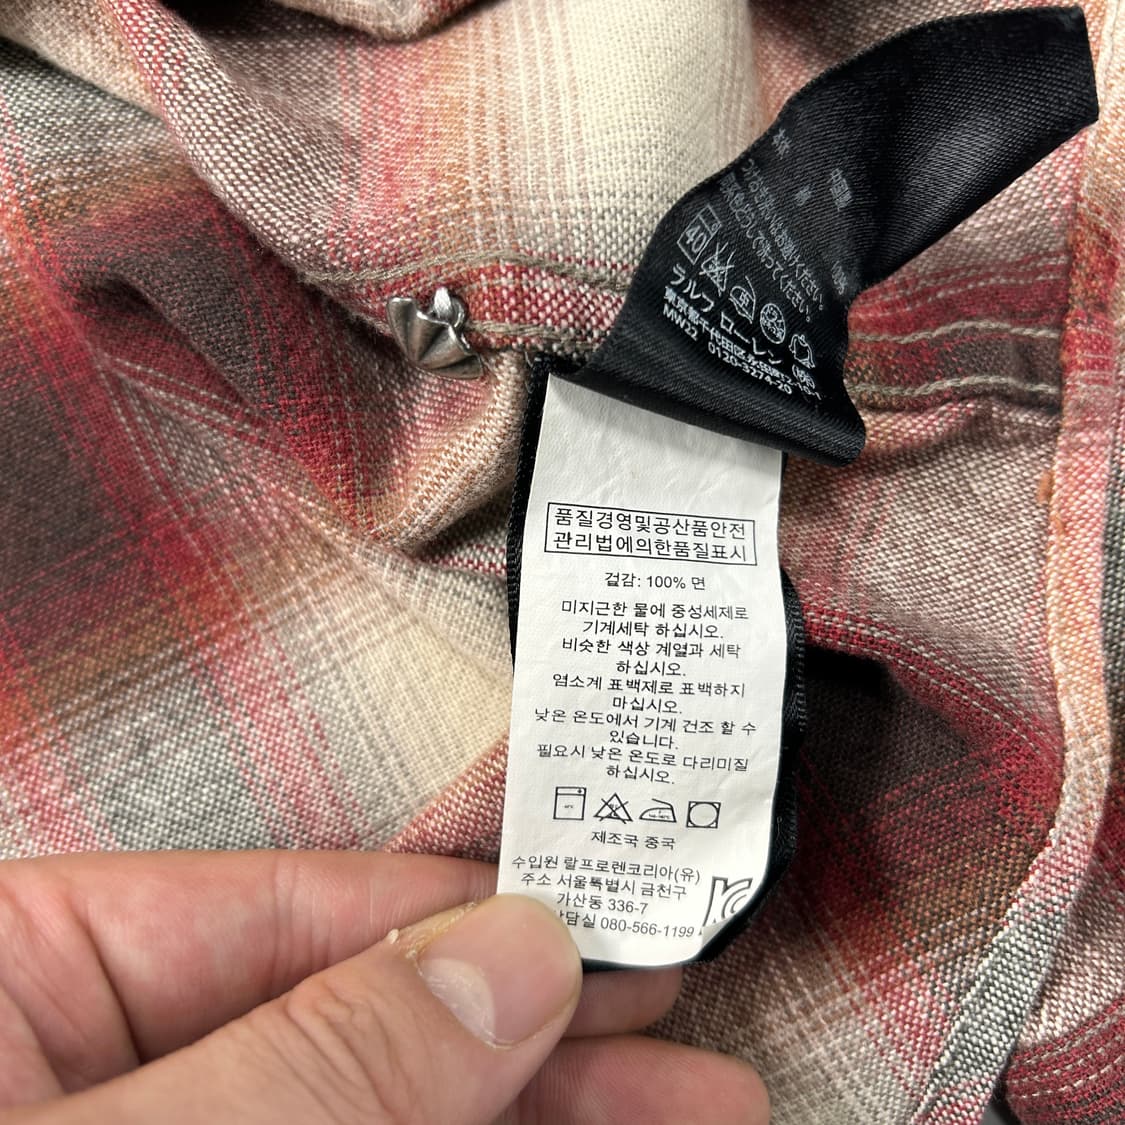 40
ラルフ ローレン (株)
MW22 0120-3274-20
품질경영및공산품안전
관리법에의한품질표시
겉감: 100% 면
미지근한 물에 중성세제로
기계세탁 하십시오.
비슷한 색상 계열과 세탁
하십시오.
염소계 표백제로 표백하지
마십시오.
낮은 온도에서 기계 건조 할 수
있습니다.
필요시 낮은 온도로 다리미질
하십시오.
제조국 중국
수입원 랄프로렌코리아(유)
주소 서울특별시 금천구
가산동 336-7
상담실 080-566-1199